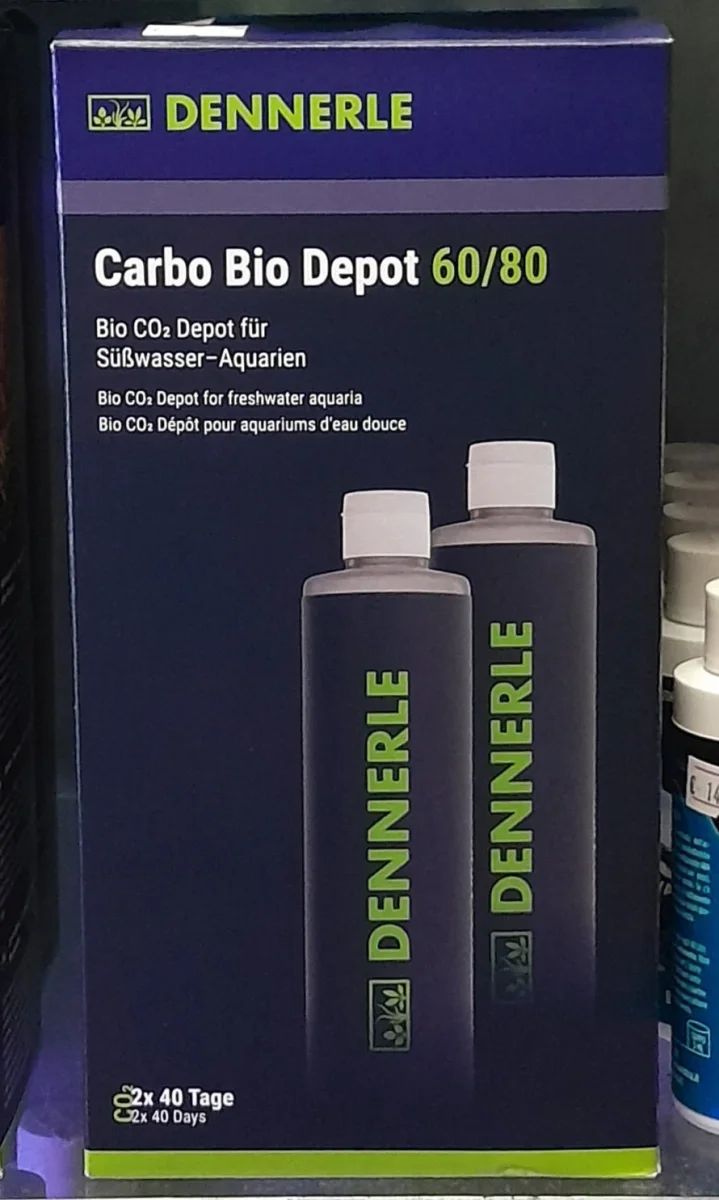 DENNERLE
Carbo Bio Depot 60/80
Bio CO₂ Depot für
Süßwasser-Aquarien
Bio CO₂ Depot for freshwater aquaria
Bio CO₂ Dépôt pour aquariums d'eau douce
DENNERLE
DENNERLE
CO₂
2x 40 Tage
2x 40 Days